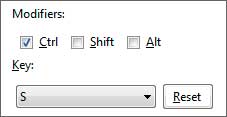 Modifiers:
Ctrl Shift Alt
Key:
S Reset